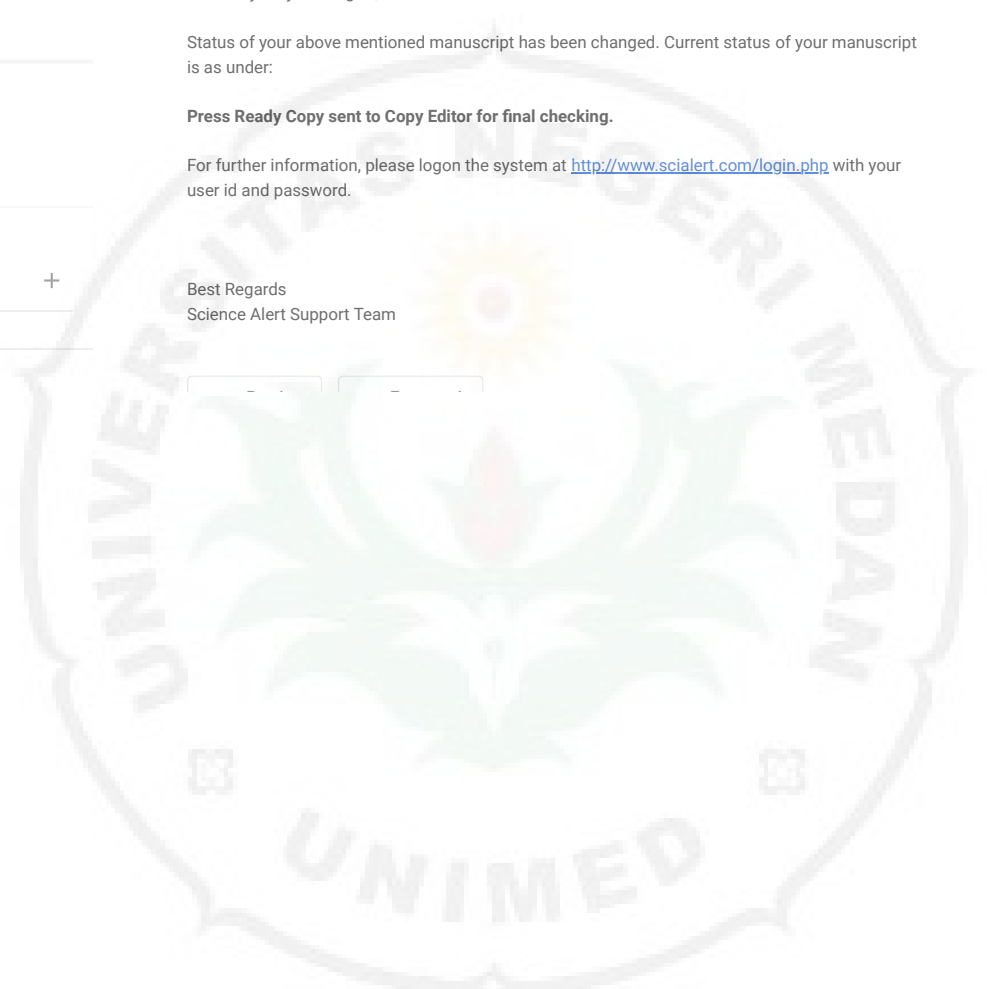 Status of your above mentioned manuscript has been changed. Current status of your manuscript
is as under:
Press Ready Copy sent to Copy Editor for final checking.
For further information, please logon the system at http://www.scialert.com/login.php with your
user id and password.
+
Best Regards
Science Alert Support Team
UNIVERSITAS NEGERI MEDAN
UNIMED